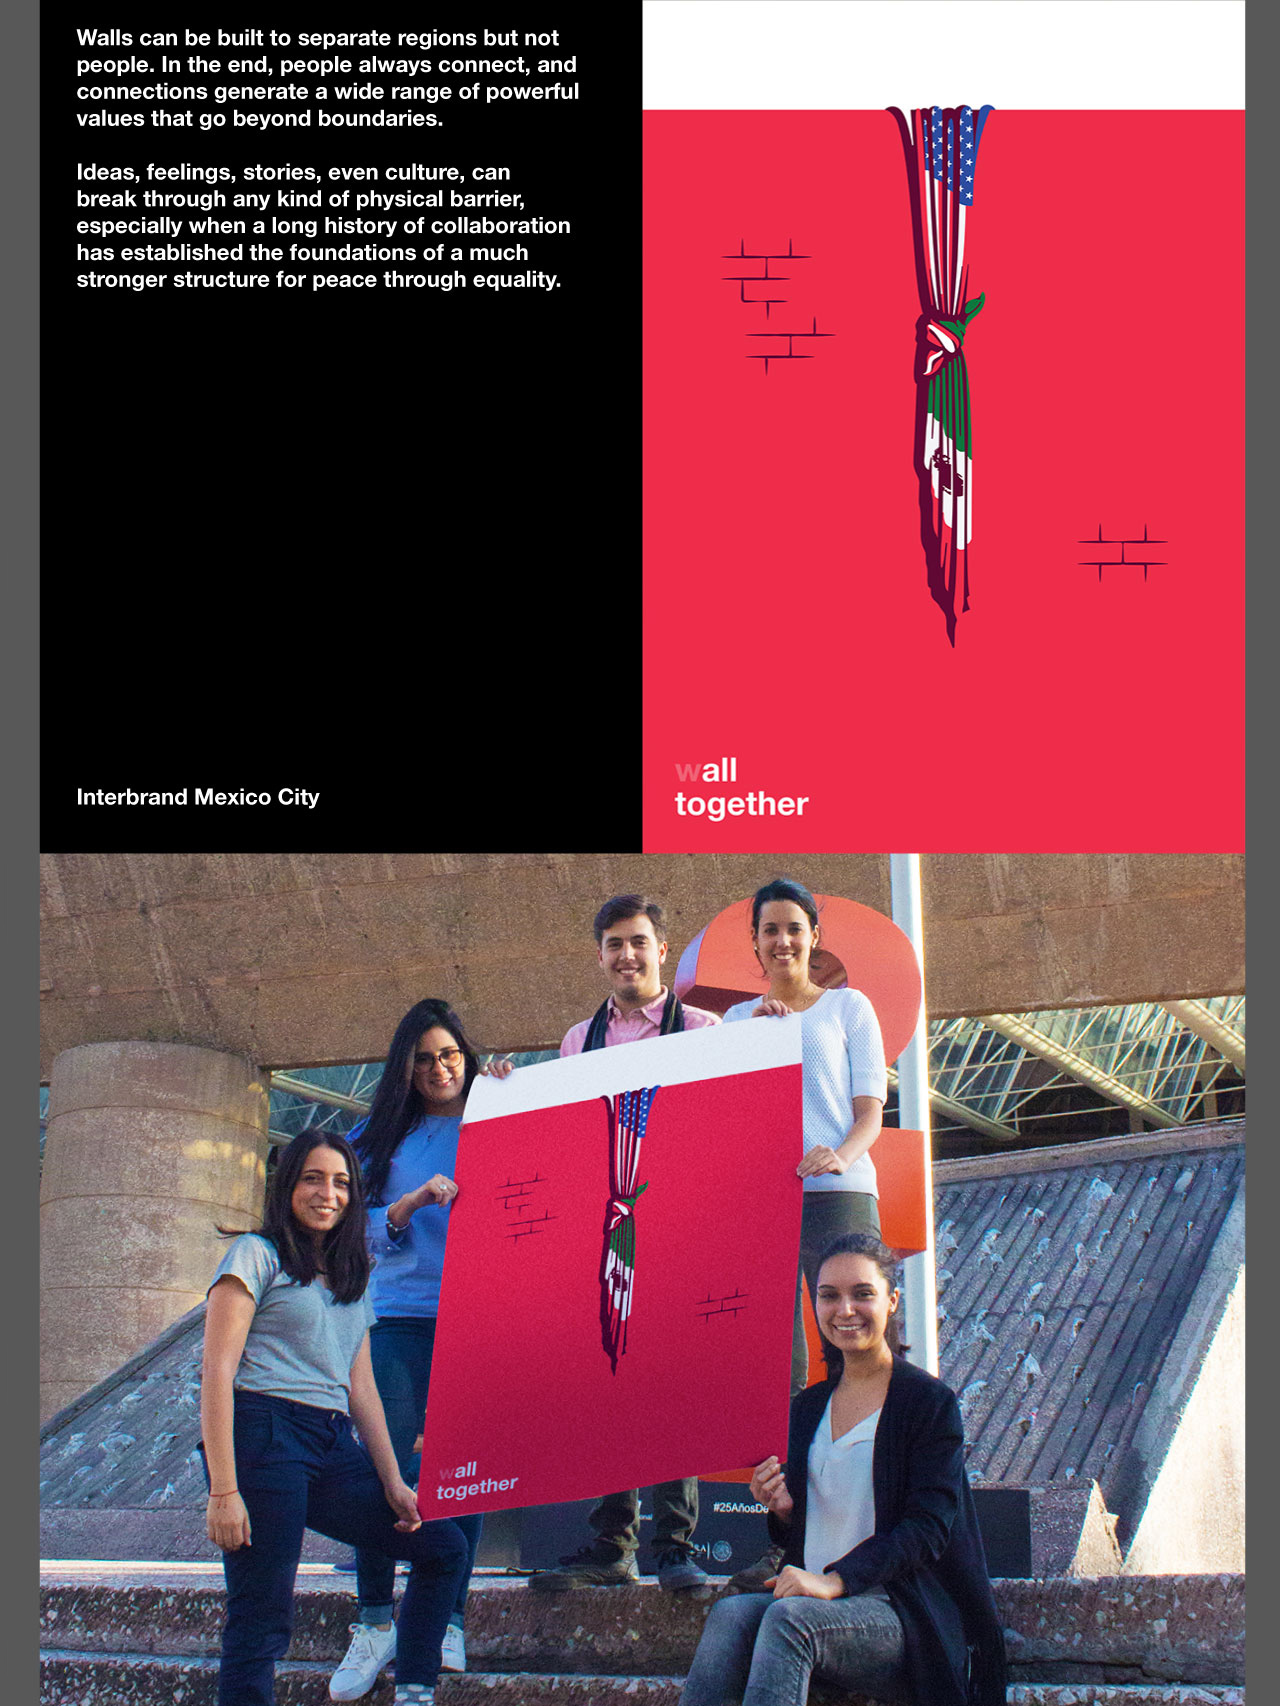 Walls can be built to separate regions but not
people. In the end, people always connect, and
connections generate a wide range of powerful
values that go beyond boundaries.
Ideas, feelings, stories, even culture, can
break through any kind of physical barrier,
especially when a long history of collaboration
has established the foundations of a much
stronger structure for peace through equality.
Interbrand Mexico City
wall
together
wall
together
#25AñosDe